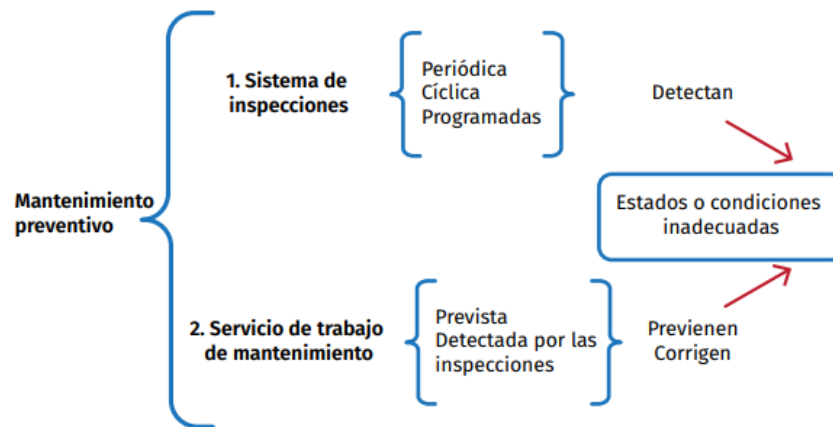 Mantenimiento
preventivo
1. Sistema de
inspecciones
Periódica
Cíclica
Programadas
Detectan
Estados o condiciones
inadecuadas
2. Servicio de trabajo
de mantenimiento
Prevista
Detectada por las
inspecciones
Previenen
Corrigen